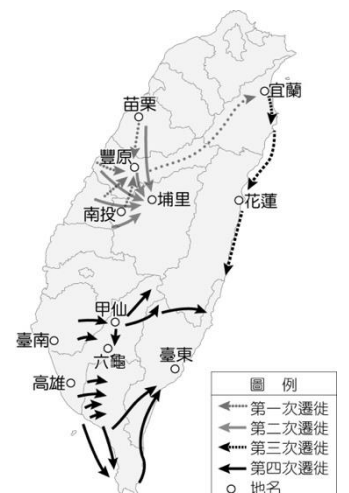 宜蘭
苗栗
豐原
埔里
花蓮
南投
甲仙
臺南
六龜
臺東
高雄
圖例
第一次遷徙
第二次遷徙
第三次遷徙
第四次遷徙
地名